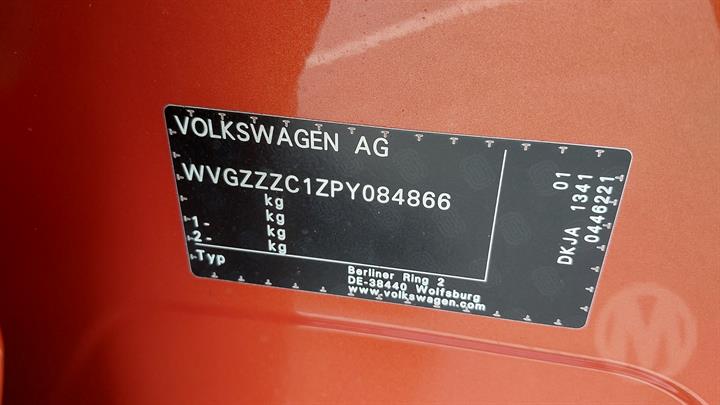 VOLKSWAGEN AG
WVGZZZC1ZPY084866
kg
kg
1- kg
2- kg
Typ
Berliner Ring 2
DE-38440 Wolfsburg
www.volkswagen.com
01
DKJA 1341
0446221
M